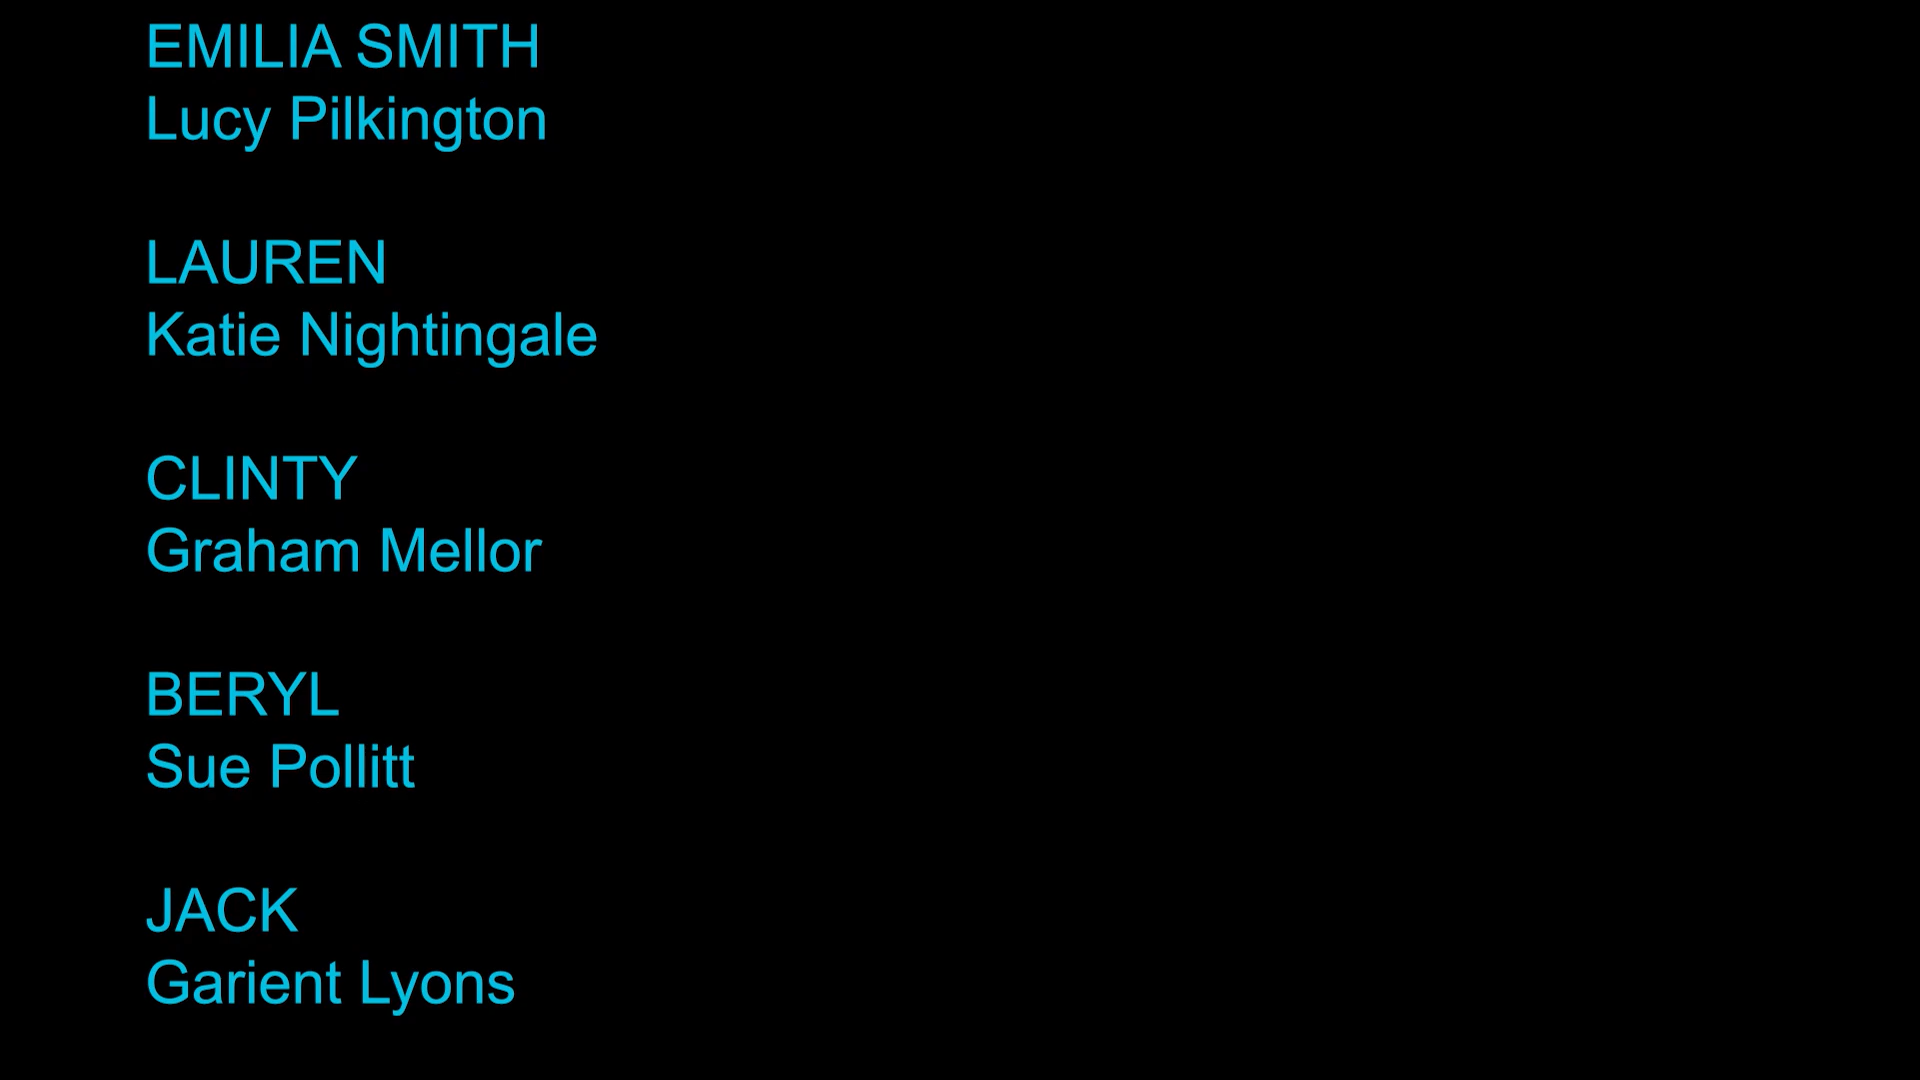 EMILIA SMITH
Lucy Pilkington
LAUREN
Katie Nightingale
CLINTY
Graham Mellor
BERYL
Sue Pollitt
JACK
Garient Lyons